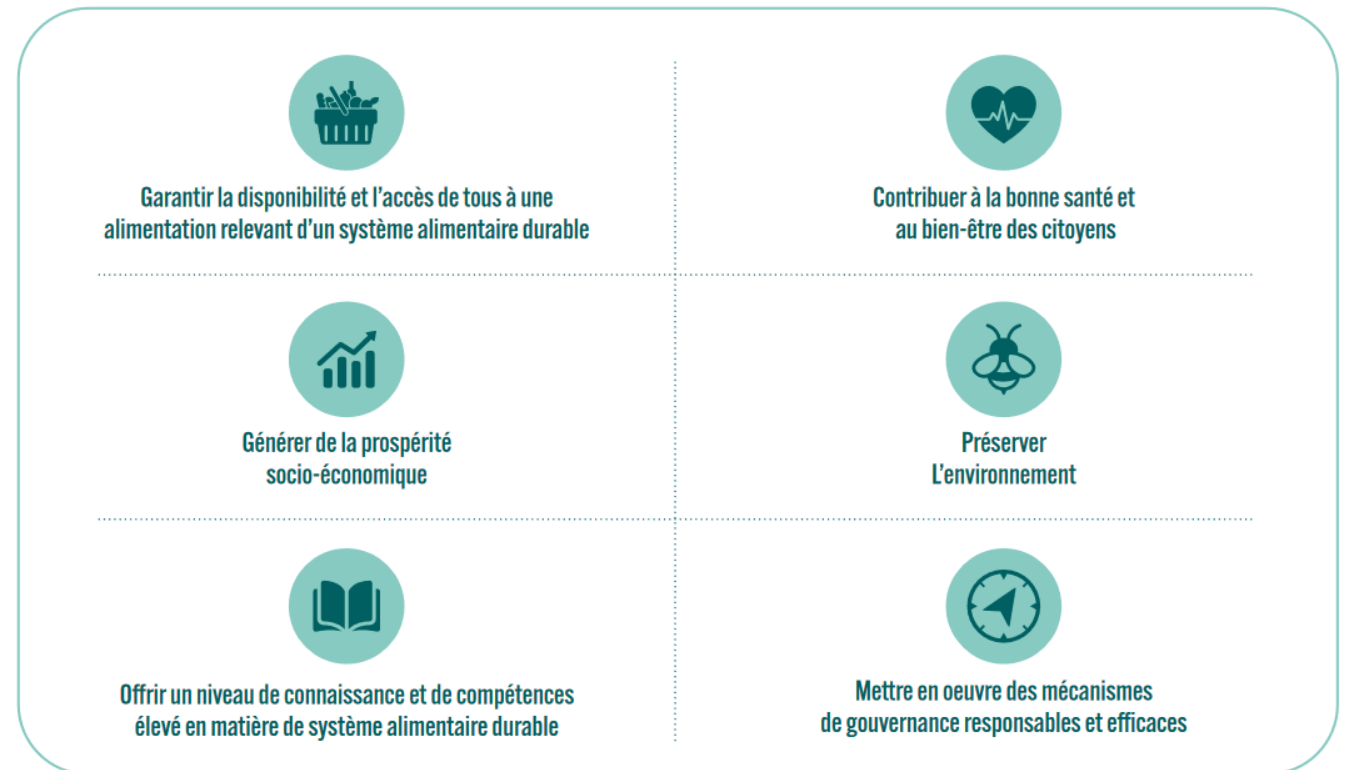 Garantir la disponibilité et l'accès de tous à une
alimentation relevant d'un système alimentaire durable
Contribuer à la bonne santé et
au bien-être des citoyens
Générer de la prospérité
socio-économique
Préserver
L'environnement
Offrir un niveau de connaissance et de compétences
élevé en matière de système alimentaire durable
Mettre en oeuvre des mécanismes
de gouvernance responsables et efficaces